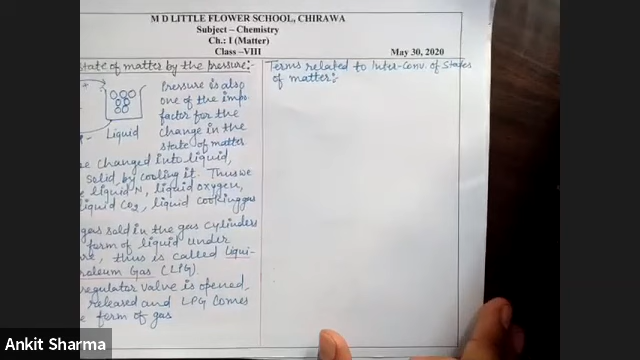 M D LITTLE FLOWER SCHOOL, CHIRAWA
Subject – Chemistry
Ch.: I (Matter)
Class –VIII
May 30, 2020
state of matter by the pressure:-
Pressure is also
one of the imp.
factor for the
change in the
state of matter
Liquid
changed into liquid,
solid, by cooling it. Thus we
liquid N, liquid oxygen,
liquid CO2, liquid cooking gas
gas sold in the gas cylinders
form of liquid under
thus is called Liqui-
Gas (LPG).
regulator valve is opened,
released and LPG comes
form of gas
Terms related to Inter-Conv. of States
of matter:-
Ankit Sharma